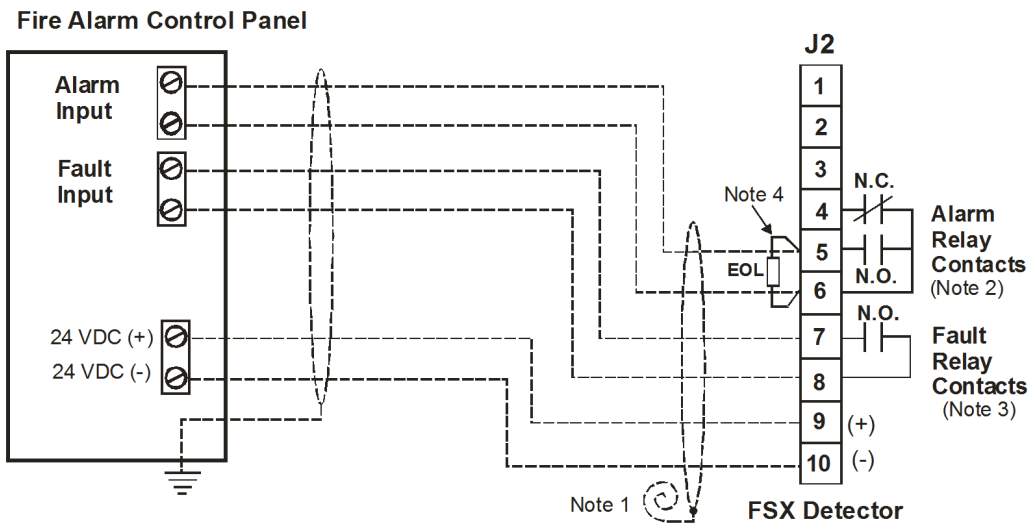 Fire Alarm Control Panel
J2
Alarm
Input
Fault
Input
24 VDC (+)
24 VDC (-)
1
2
3
4
5
6
7
8
9
10
(+)
(-)
N.C.
N.O.
N.O.
Note 4
EOL
Alarm
Relay
Contacts
(Note 2)
Fault
Relay
Contacts
(Note 3)
Note 1
FSX Detector